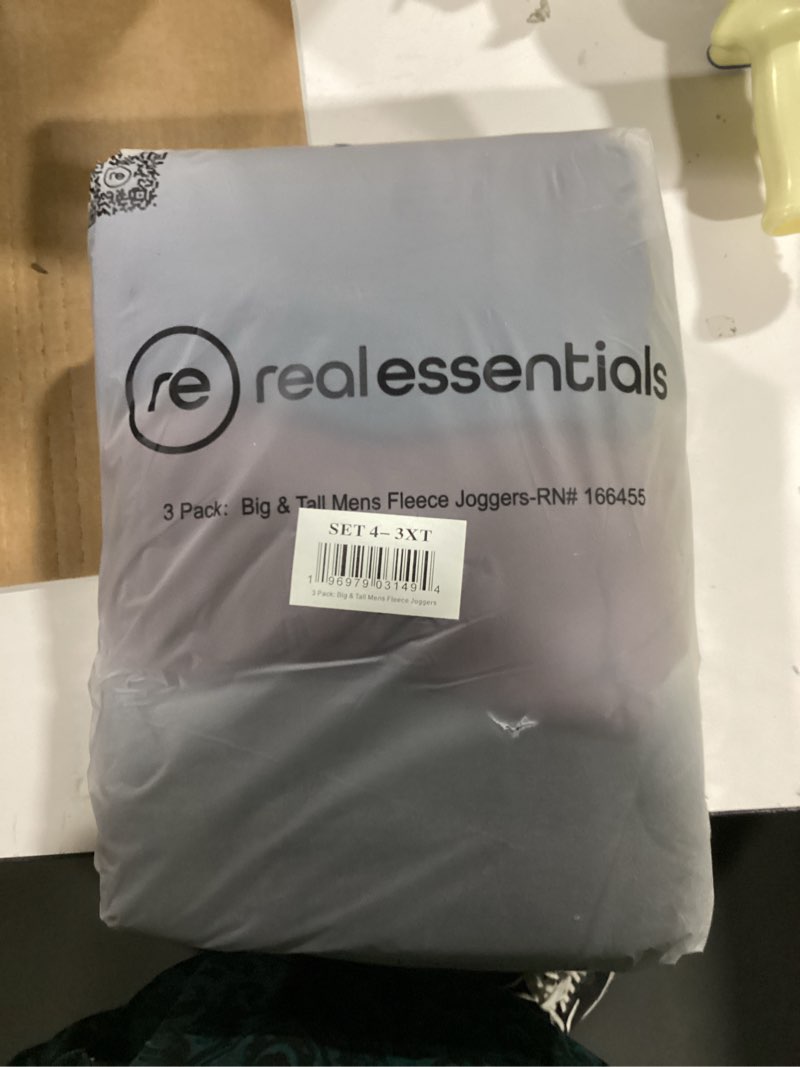 re realessentials
3 Pack: Big & Tall Mens Fleece Joggers-RN# 166455
SET 4– 3XT
1 96979 03149 4
3 Pack: Big & Tall Mens Fleece Joggers